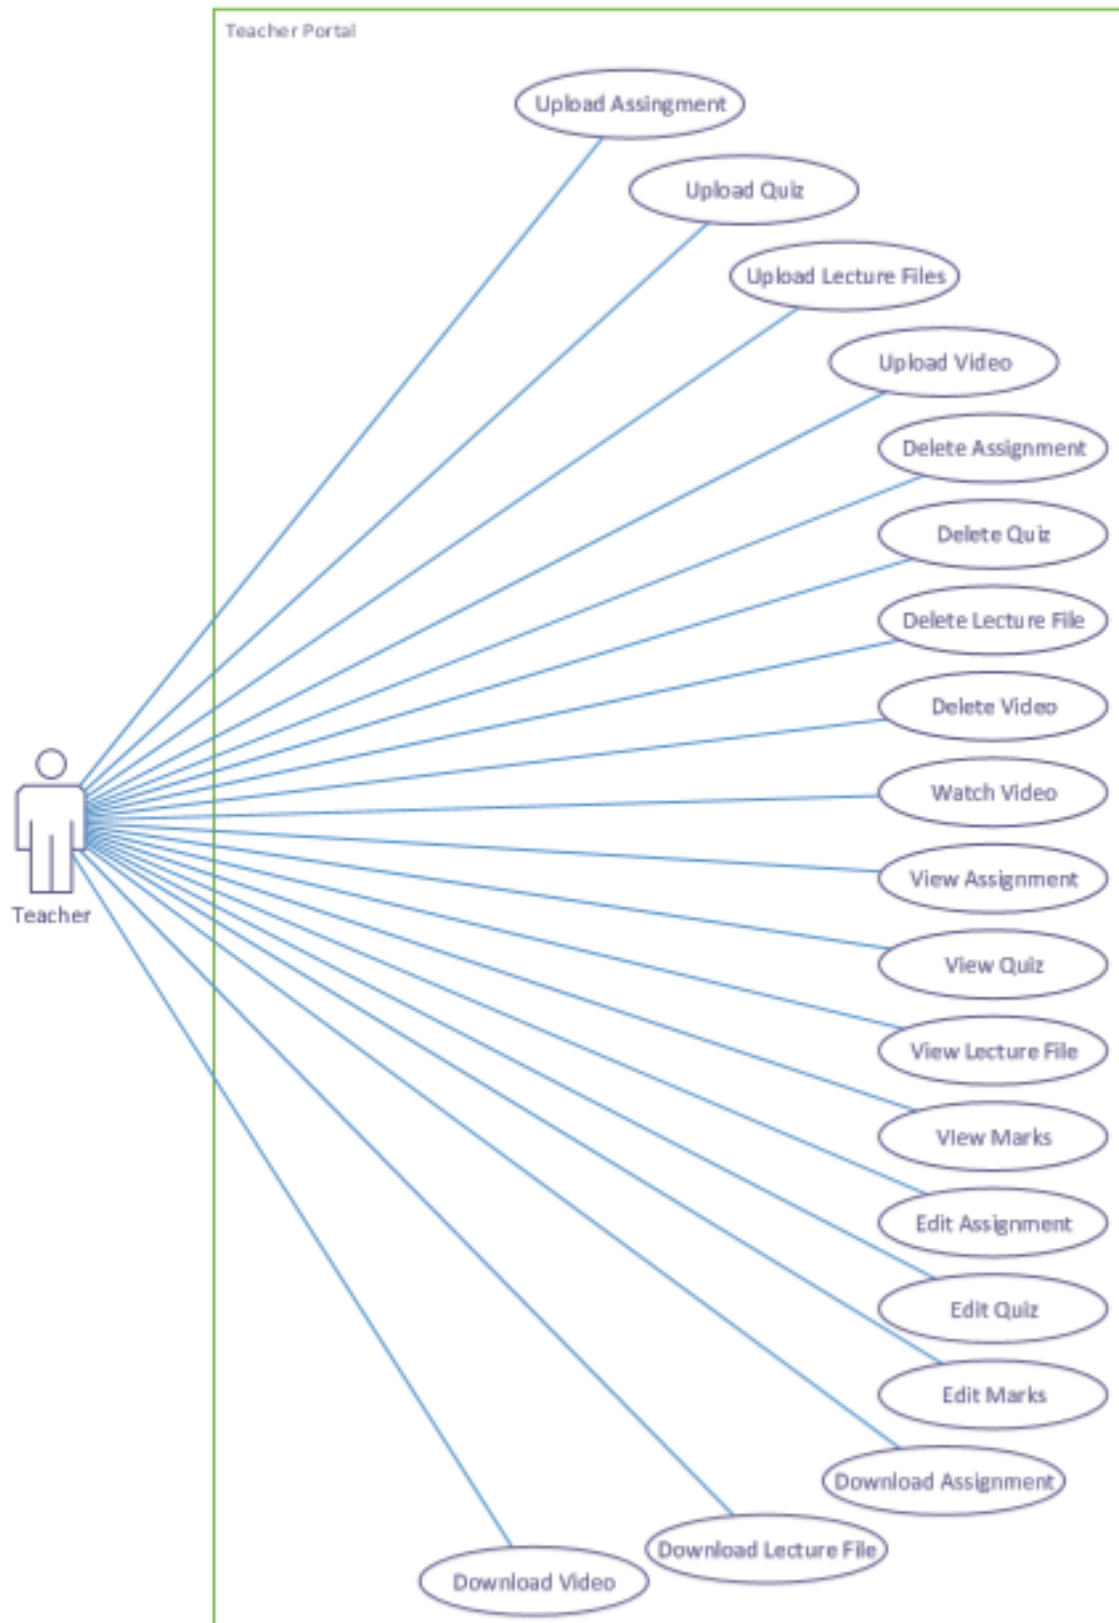 Teacher Portal
Upload Assingment
Upload Quiz
Upload Lecture Files
Upload Video
Delete Assignment
Delete Quiz
Delete Lecture File
Delete Video
Watch Video
View Assignment
Teacher
View Quiz
View Lecture File
VIew Marks
Edit Assignment
Edit Quiz
Edit Marks
Download Assignment
Download Lecture File
Download Video